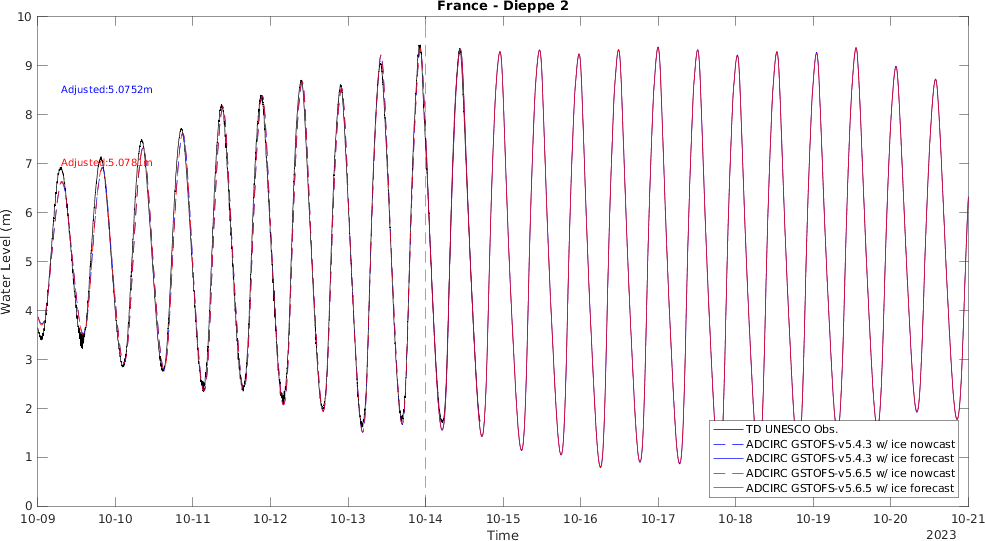 France - Dieppe 2
Water Level (m)
10
9
8
7
6
5
4
3
2
1
0
Adjusted:5.0752m
Adjusted:5.0781m
TD UNESCO Obs.
ADCIRC GSTOFS-v5.4.3 w/ ice nowcast
ADCIRC GSTOFS-v5.4.3 w/ ice forecast
ADCIRC GSTOFS-v5.6.5 w/ ice nowcast
ADCIRC GSTOFS-v5.6.5 w/ ice forecast
10-09 10-10 10-11 10-12 10-13 10-14 10-15 10-16 10-17 10-18 10-19 10-20 10-21
Time
2023